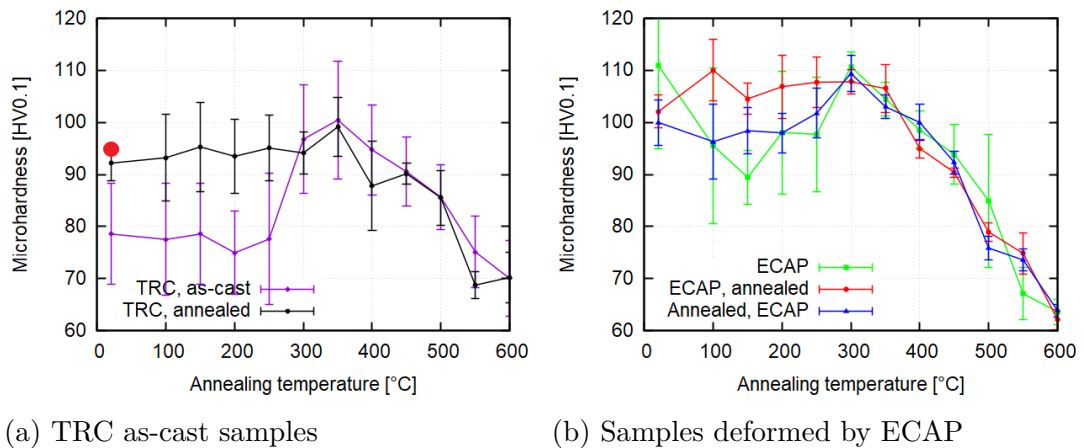 120
110
100
90
80
70
60
Microhardness [HV0.1]
TRC, as-cast
TRC, annealed
0 100 200 300 400 500 600
Annealing temperature [°C]
(a) TRC as-cast samples
120
110
100
90
80
70
60
Microhardness [HV0.1]
ECAP
ECAP, annealed
Annealed, ECAP
0 100 200 300 400 500 600
Annealing temperature [°C]
(b) Samples deformed by ECAP